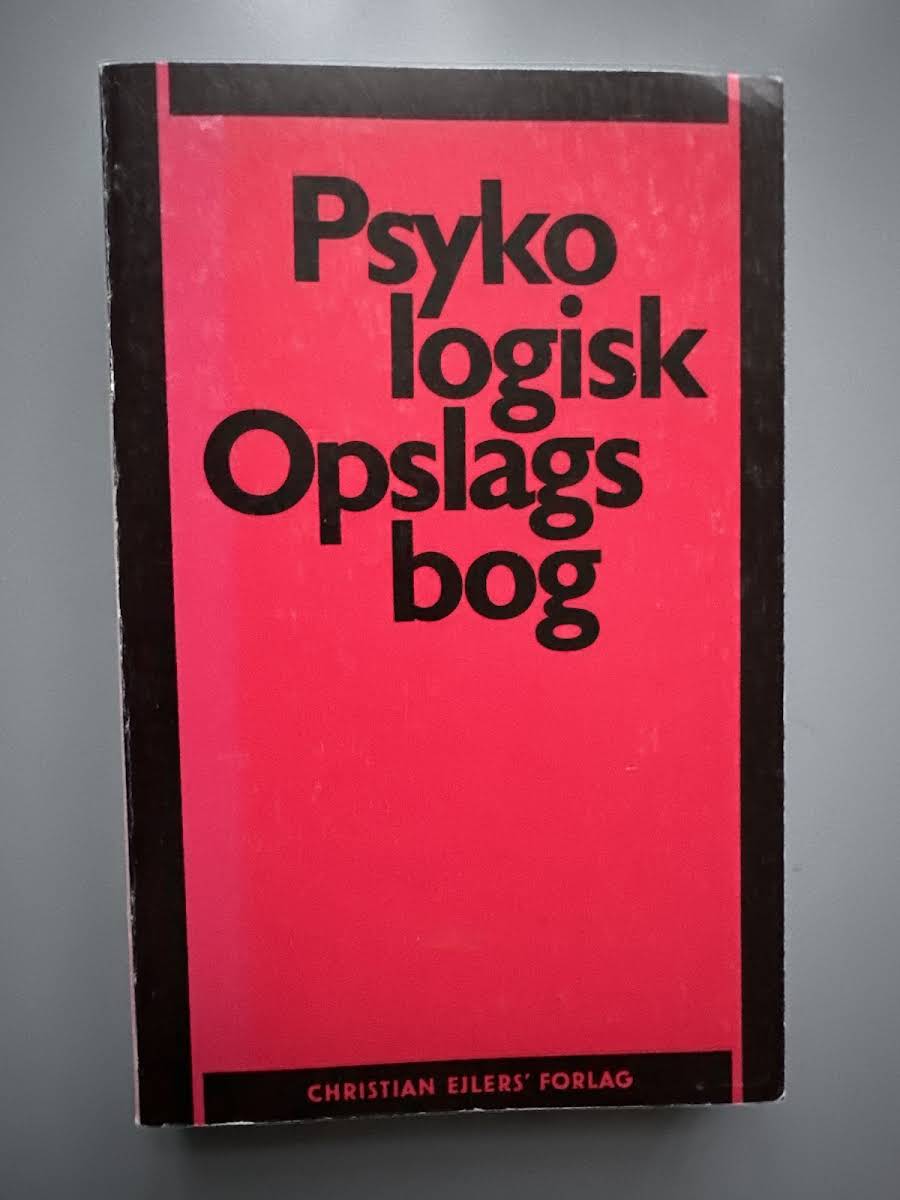 Psyko
logisk
Opslags
bog
CHRISTIAN EJLERS' FORLAG